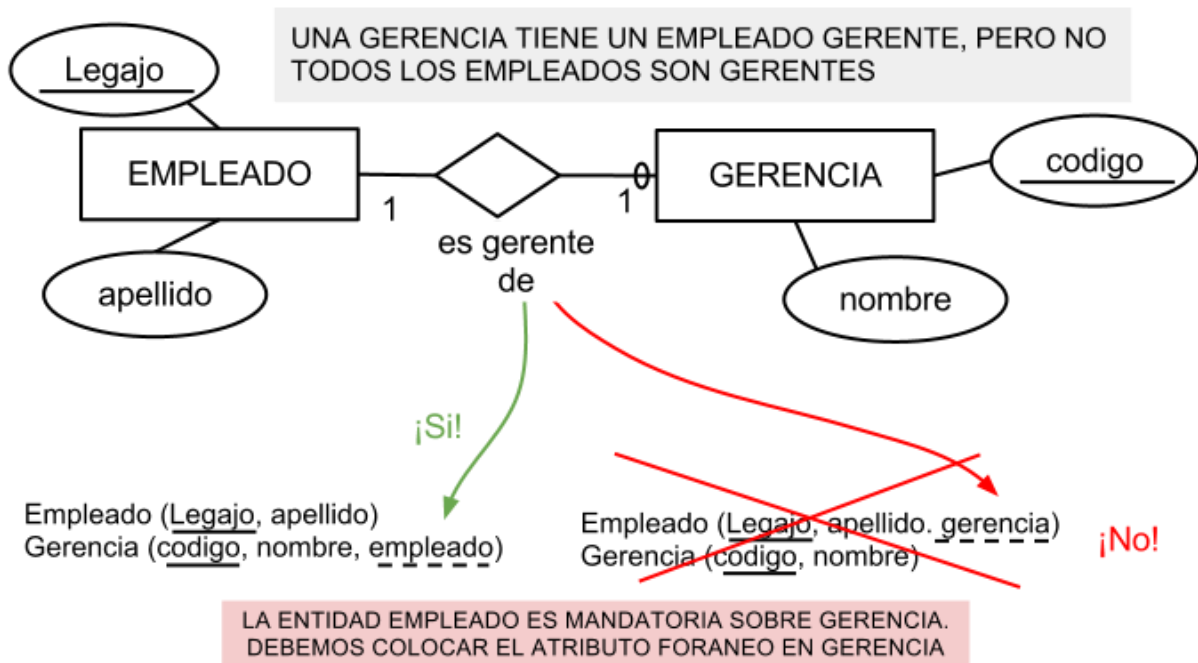 UNA GERENCIA TIENE UN EMPLEADO GERENTE, PERO NO
TODOS LOS EMPLEADOS SON GERENTES
Legajo
EMPLEADO
GERENCIA
codigo
1
1
es gerente
de
apellido
nombre
¡Si!
Empleado (Legajo, apellido)
Gerencia (codigo, nombre, empleado)
Empleado (Legajo, apellido. gerencia)
Gerencia (codigo, nombre)
¡No!
LA ENTIDAD EMPLEADO ES MANDATORIA SOBRE GERENCIA.
DEBEMOS COLOCAR EL ATRIBUTO FORANEO EN GERENCIA